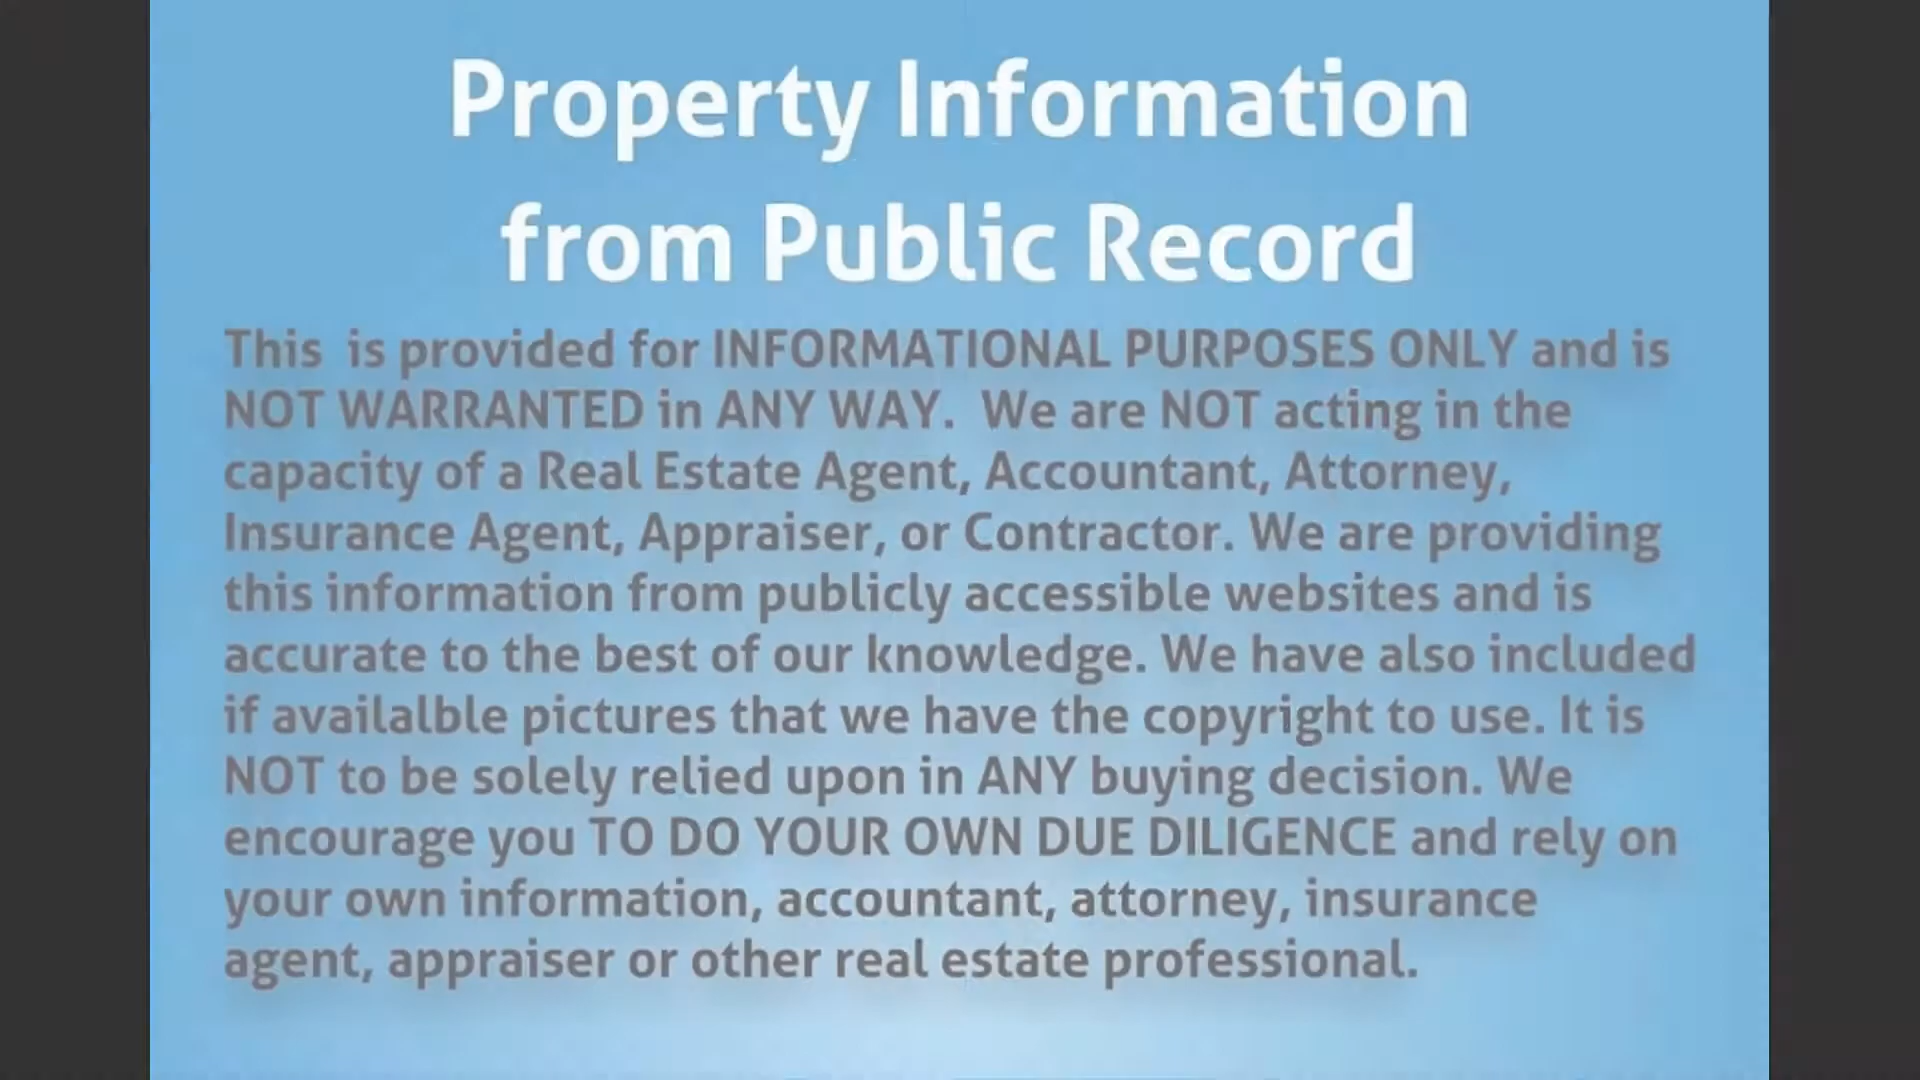 Property Information
from Public Record
This  is provided for INFORMATIONAL PURPOSES ONLY and is
NOT WARRANTED in ANY WAY.  We are NOT acting in the
capacity of a Real Estate Agent, Accountant, Attorney,
Insurance Agent, Appraiser, or Contractor. We are providing
this information from publicly accessible websites and is
accurate to the best of our knowledge. We have also included
if availalble pictures that we have the copyright to use. It is
NOT to be solely relied upon in ANY buying decision. We
encourage you TO DO YOUR OWN DUE DILIGENCE and rely on
your own information, accountant, attorney, insurance
agent, appraiser or other real estate professional.